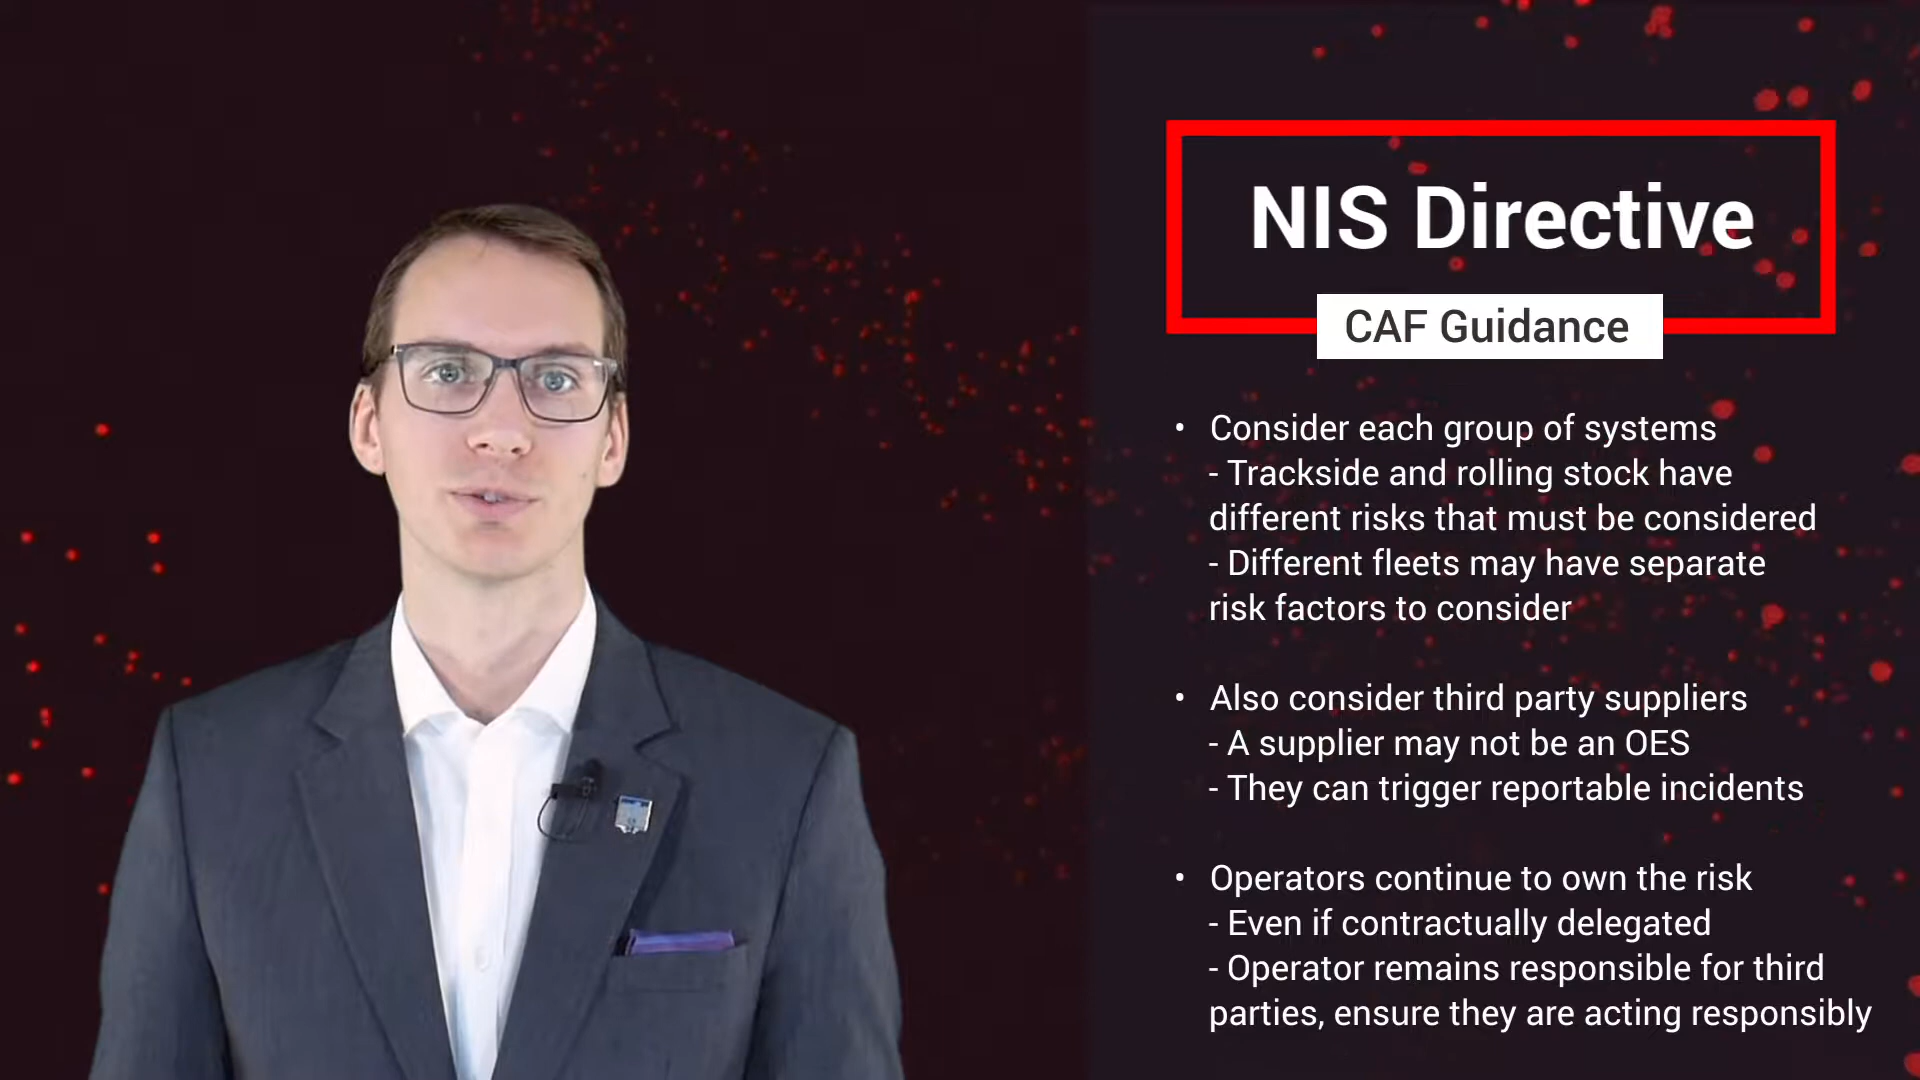 NIS Directive
CAF Guidance
• Consider each group of systems
- Trackside and rolling stock have
different risks that must be considered
- Different fleets may have separate
risk factors to consider
• Also consider third party suppliers
- A supplier may not be an OES
- They can trigger reportable incidents
• Operators continue to own the risk
- Even if contractually delegated
- Operator remains responsible for third
parties, ensure they are acting responsibly